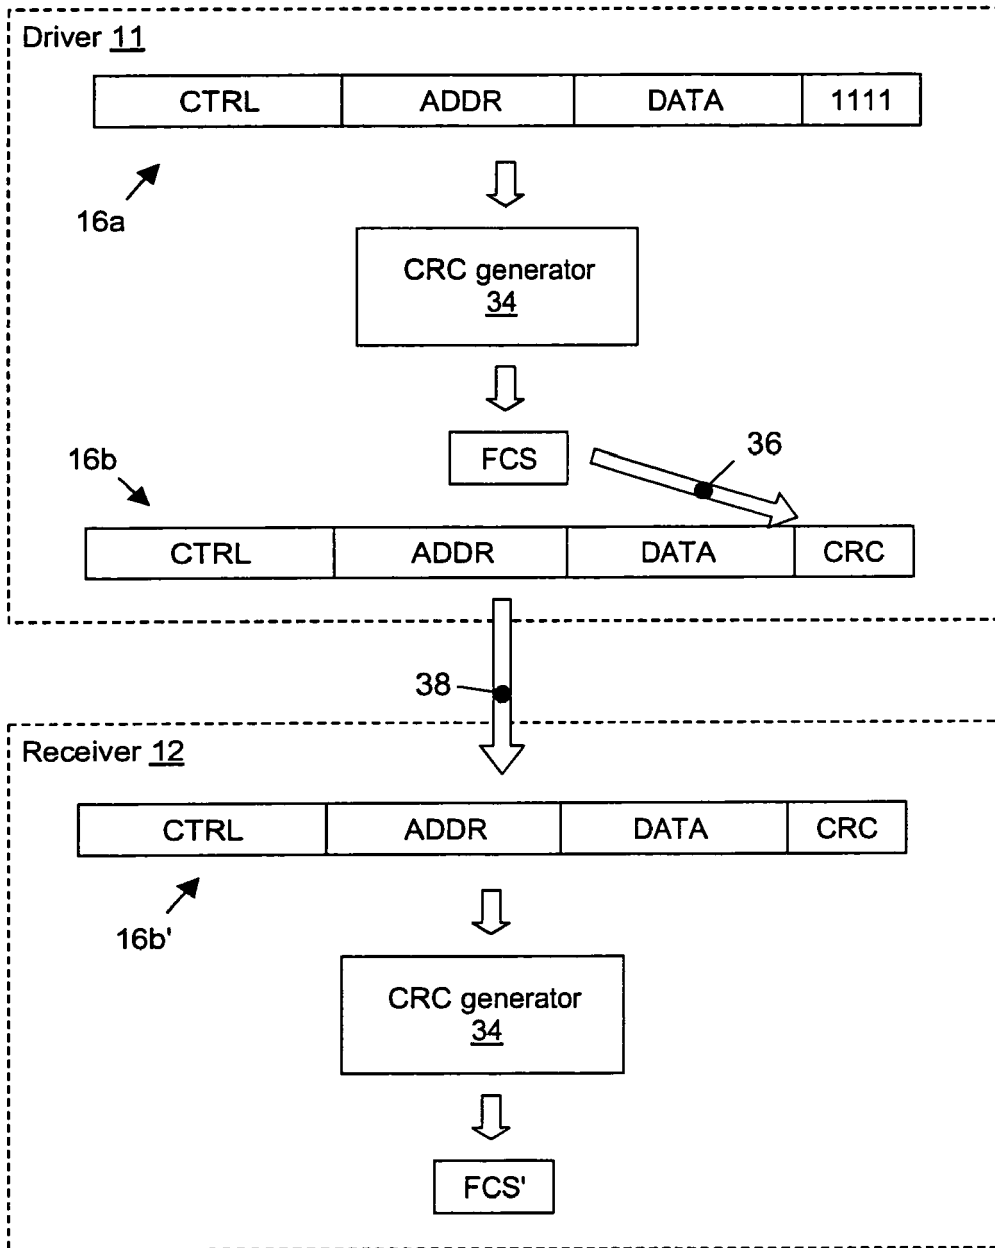 Driver 11
CTRL ADDR DATA 1111
16a
CRC generator
34
FCS
36
16b
CTRL ADDR DATA CRC
38
Receiver 12
CTRL ADDR DATA CRC
16b'
CRC generator
34
FCS'